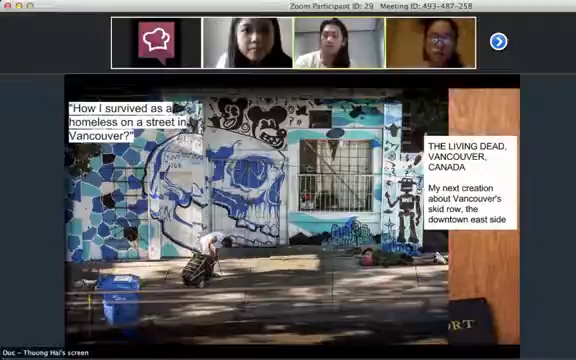 Zoom Participant ID: 29 Meeting ID: 493-487-258
"How I survived as a
homeless on a street in
Vancouver?"
THE LIVING DEAD,
VANCOUVER,
CANADA
My next creation
about Vancouver's
skid row, the
downtown east side
RT
Duc – Thuong Hai's screen